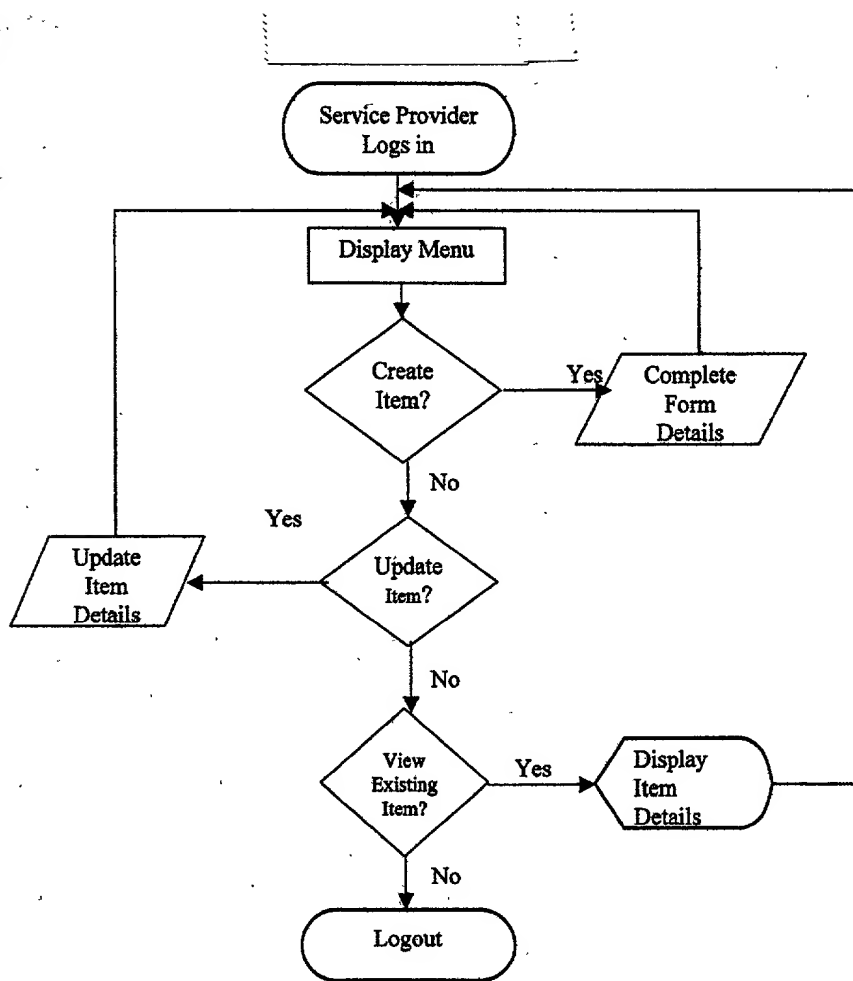 Service Provider
Logs in
Display Menu
Create
Item?
Yes
Complete
Form
Details
No
Yes
Update
Item
Details
Update
Item?
No
View
Existing
Item?
Yes
Display
Item
Details
No
Logout